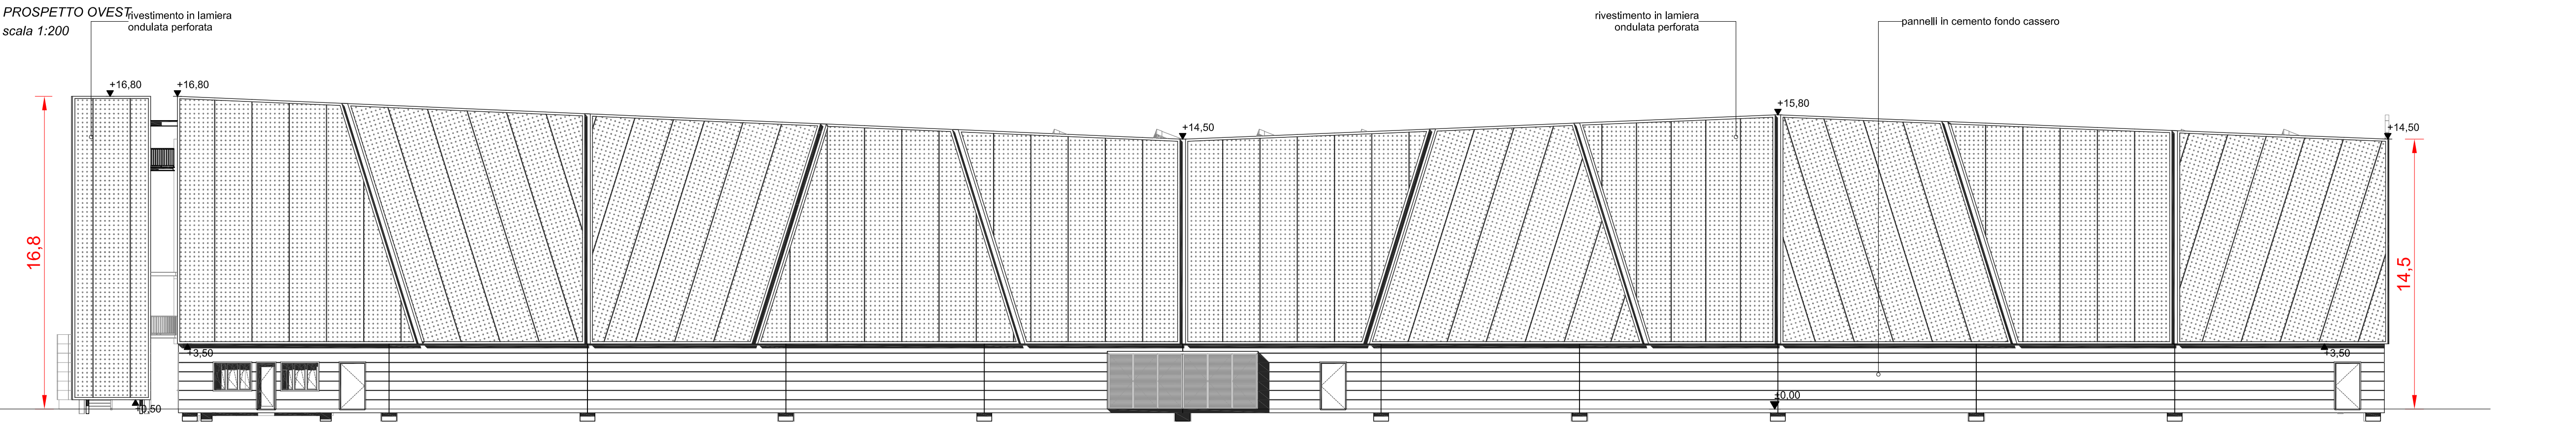 PROSPETTO OVEST
scala 1:200
rivestimento in lamiera
ondulata perforata
rivestimento in lamiera
ondulata perforata
pannelli in cemento fondo cassero
+16,80
+16,80
+14,50
+15,80
+14,50
16,8
14,5
+3,50
+3,50
+0,50
±0,00